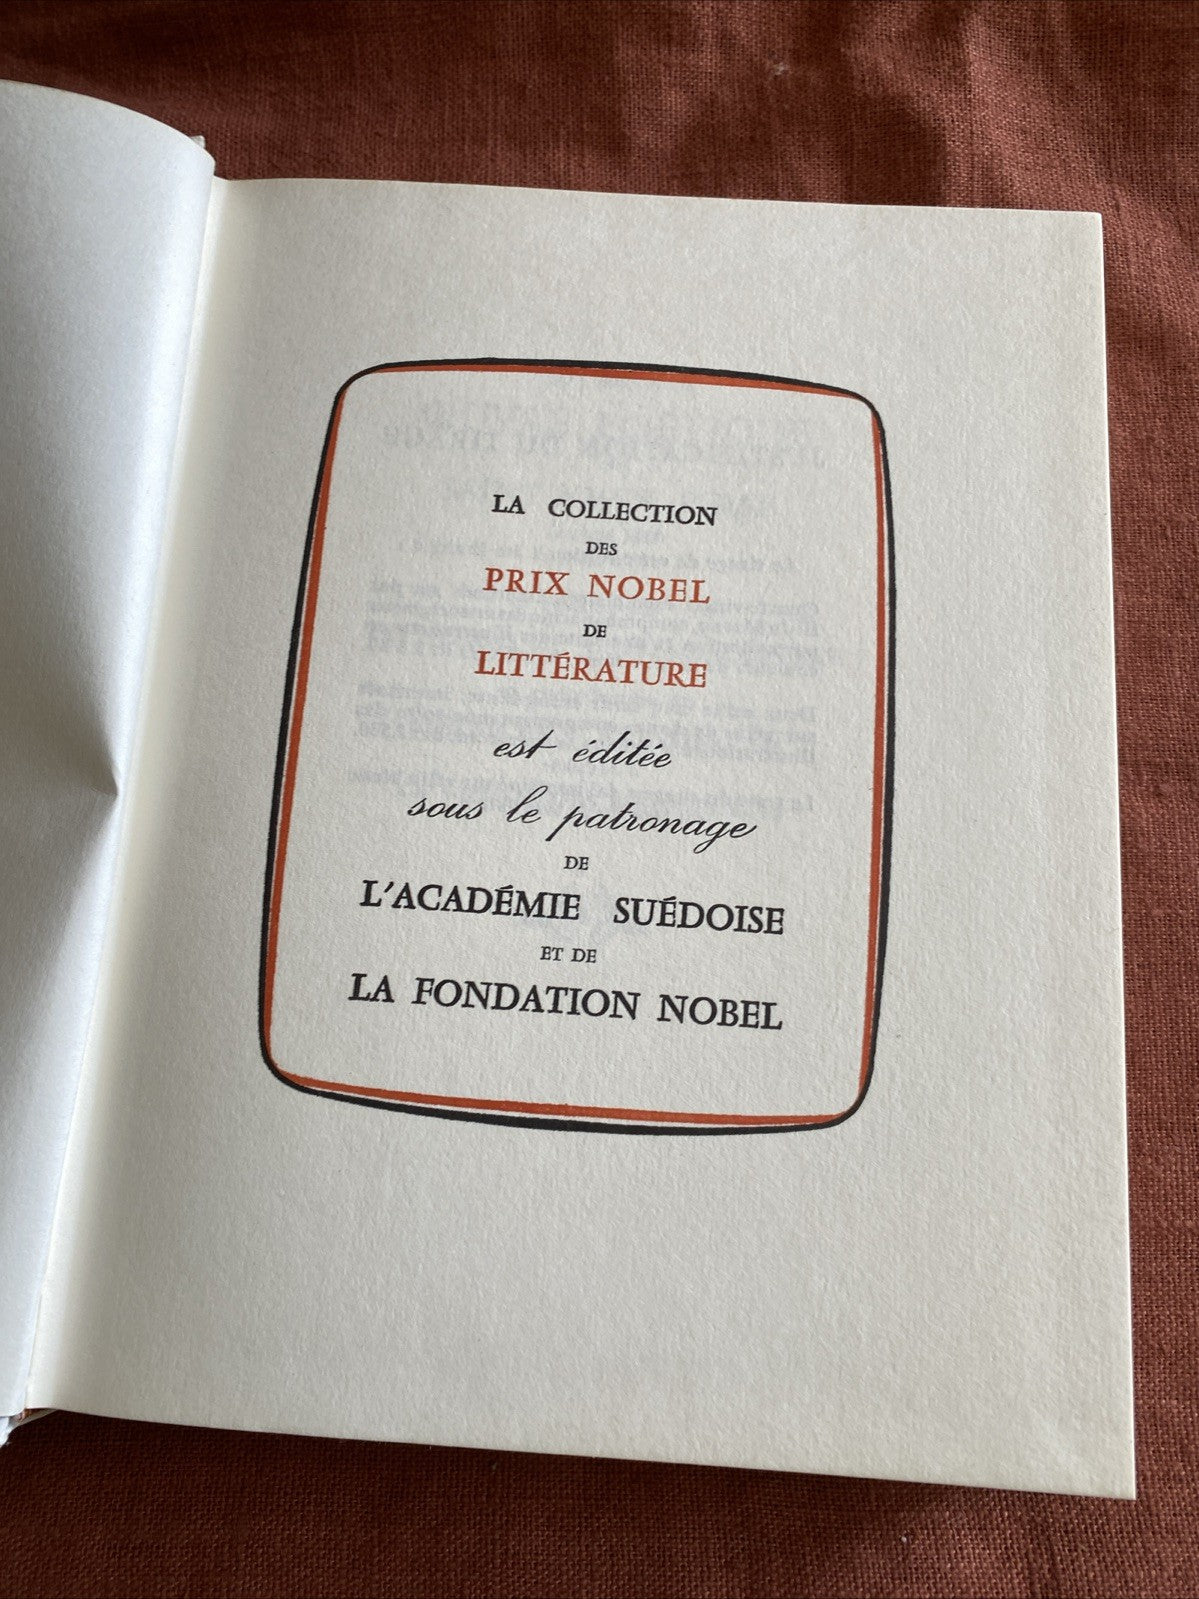 LA COLLECTION
DES
PRIX NOBEL
DE
LITTÉRATURE
est éditée
sous le patronage
DE
L'ACADÉMIE SUÉDOISE
ET DE
LA FONDATION NOBEL